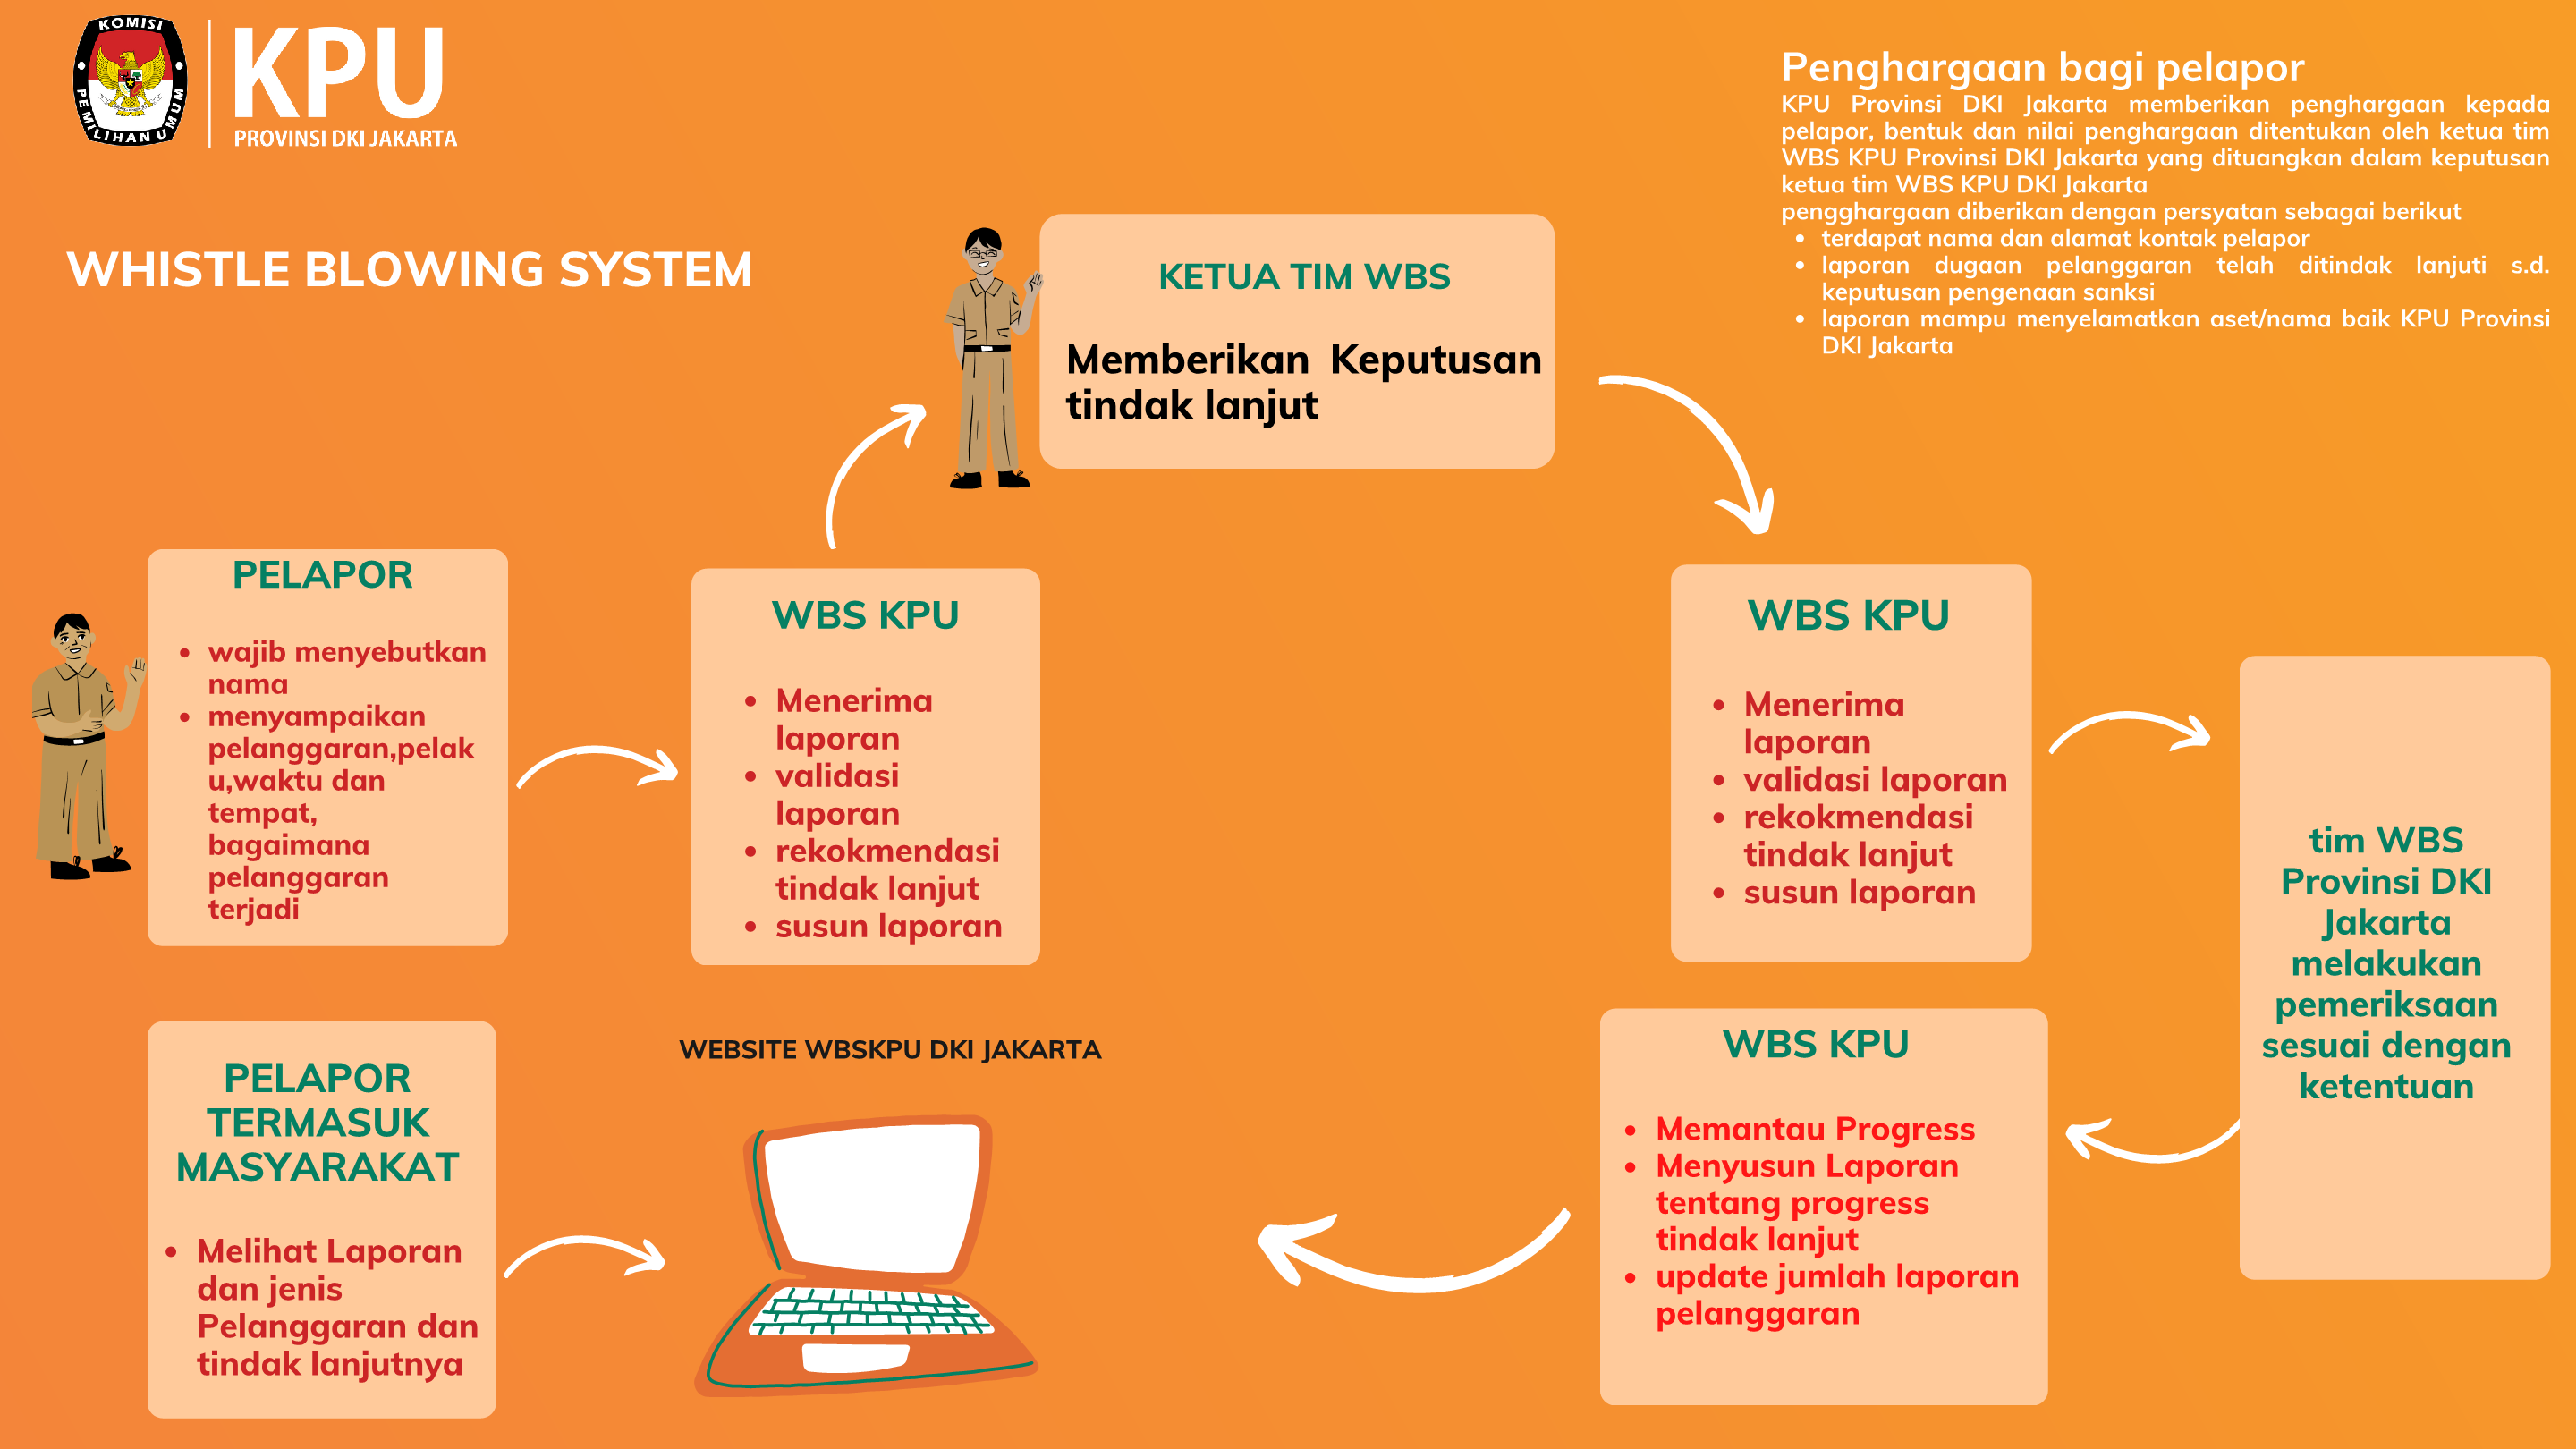 KOMISI
PEMILIHAN UMUM
KPU
PROVINSI DKI JAKARTA
WHISTLE BLOWING SYSTEM
Penghargaan bagi pelapor
KPU Provinsi DKI Jakarta memberikan penghargaan kepada
pelapor, bentuk dan nilai penghargaan ditentukan oleh ketua tim
WBS KPU Provinsi DKI Jakarta yang dituangkan dalam keputusan
ketua tim WBS KPU DKI Jakarta
pengghargaan diberikan dengan persyatan sebagai berikut
• terdapat nama dan alamat kontak pelapor
• laporan dugaan pelanggaran telah ditindak lanjuti s.d.
keputusan pengenaan sanksi
• laporan mampu menyelamatkan aset/nama baik KPU Provinsi
DKI Jakarta
KETUA TIM WBS
Memberikan Keputusan
tindak lanjut
PELAPOR
• wajib menyebutkan
nama
• menyampaikan
pelanggaran,pelak
u,waktu dan
tempat,
bagaimana
pelanggaran
terjadi
WBS KPU
• Menerima
laporan
• validasi
laporan
• rekokmendasi
tindak lanjut
• susun laporan
WBS KPU
• Menerima
laporan
• validasi laporan
• rekokmendasi
tindak lanjut
• susun laporan
tim WBS
Provinsi DKI
Jakarta
melakukan
pemeriksaan
sesuai dengan
ketentuan
WBS KPU
• Memantau Progress
• Menyusun Laporan
tentang progress
tindak lanjut
• update jumlah laporan
pelanggaran
WEBSITE WBSKPU DKI JAKARTA
PELAPOR
TERMASUK
MASYARAKAT
• Melihat Laporan
dan jenis
Pelanggaran dan
tindak lanjutnya